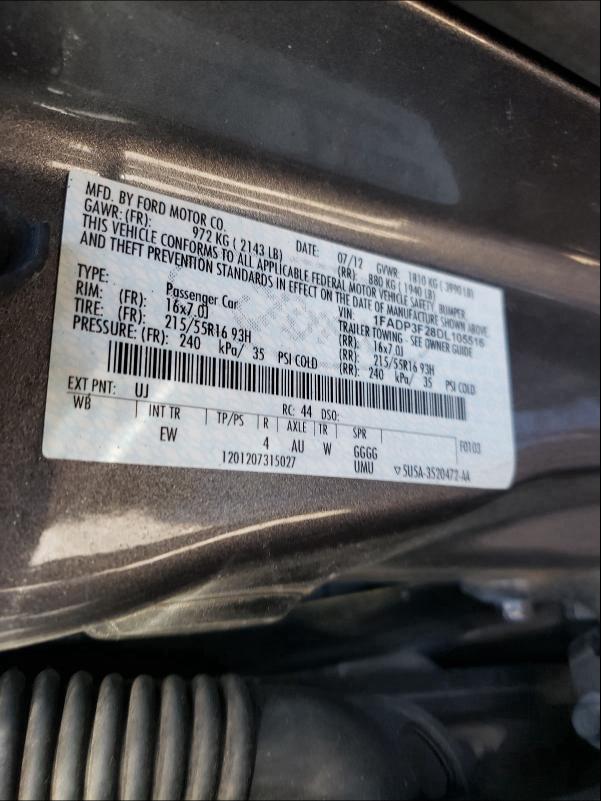 MFD. BY FORD MOTOR CO. DATE: 07/12 GVWR: 1810 KG ( 3990 LB)
GAWR: (FR): 972 KG ( 2143 LB) (RR): 880 KG ( 1940 LB)
THIS VEHICLE CONFORMS TO ALL APPLICABLE FEDERAL MOTOR VEHICLE SAFETY, BUMPER,
AND THEFT PREVENTION STANDARDS IN EFFECT ON THE DATE OF MANUFACTURE SHOWN ABOVE.
VIN: 1FADP3F28DL105516
TYPE: Passenger Car TRAILER TOWING - SEE OWNER GUIDE
RIM: (FR): 16x7.0J (RR): 16x7.0J
TIRE: (FR): 215/55R16 93H (RR): 215/55R16 93H
PRESSURE: (FR): 240 kPa/ 35 PSI COLD (RR): 240 kPa/ 35 PSI COLD
EXT PNT: UJ RC: 44 DSO: F0103
WB INT TR TP/PS R AXLE TR SPR
EW 4 AU W GGGG
1201207315027 UMU ▽SU5A-3520472-AA